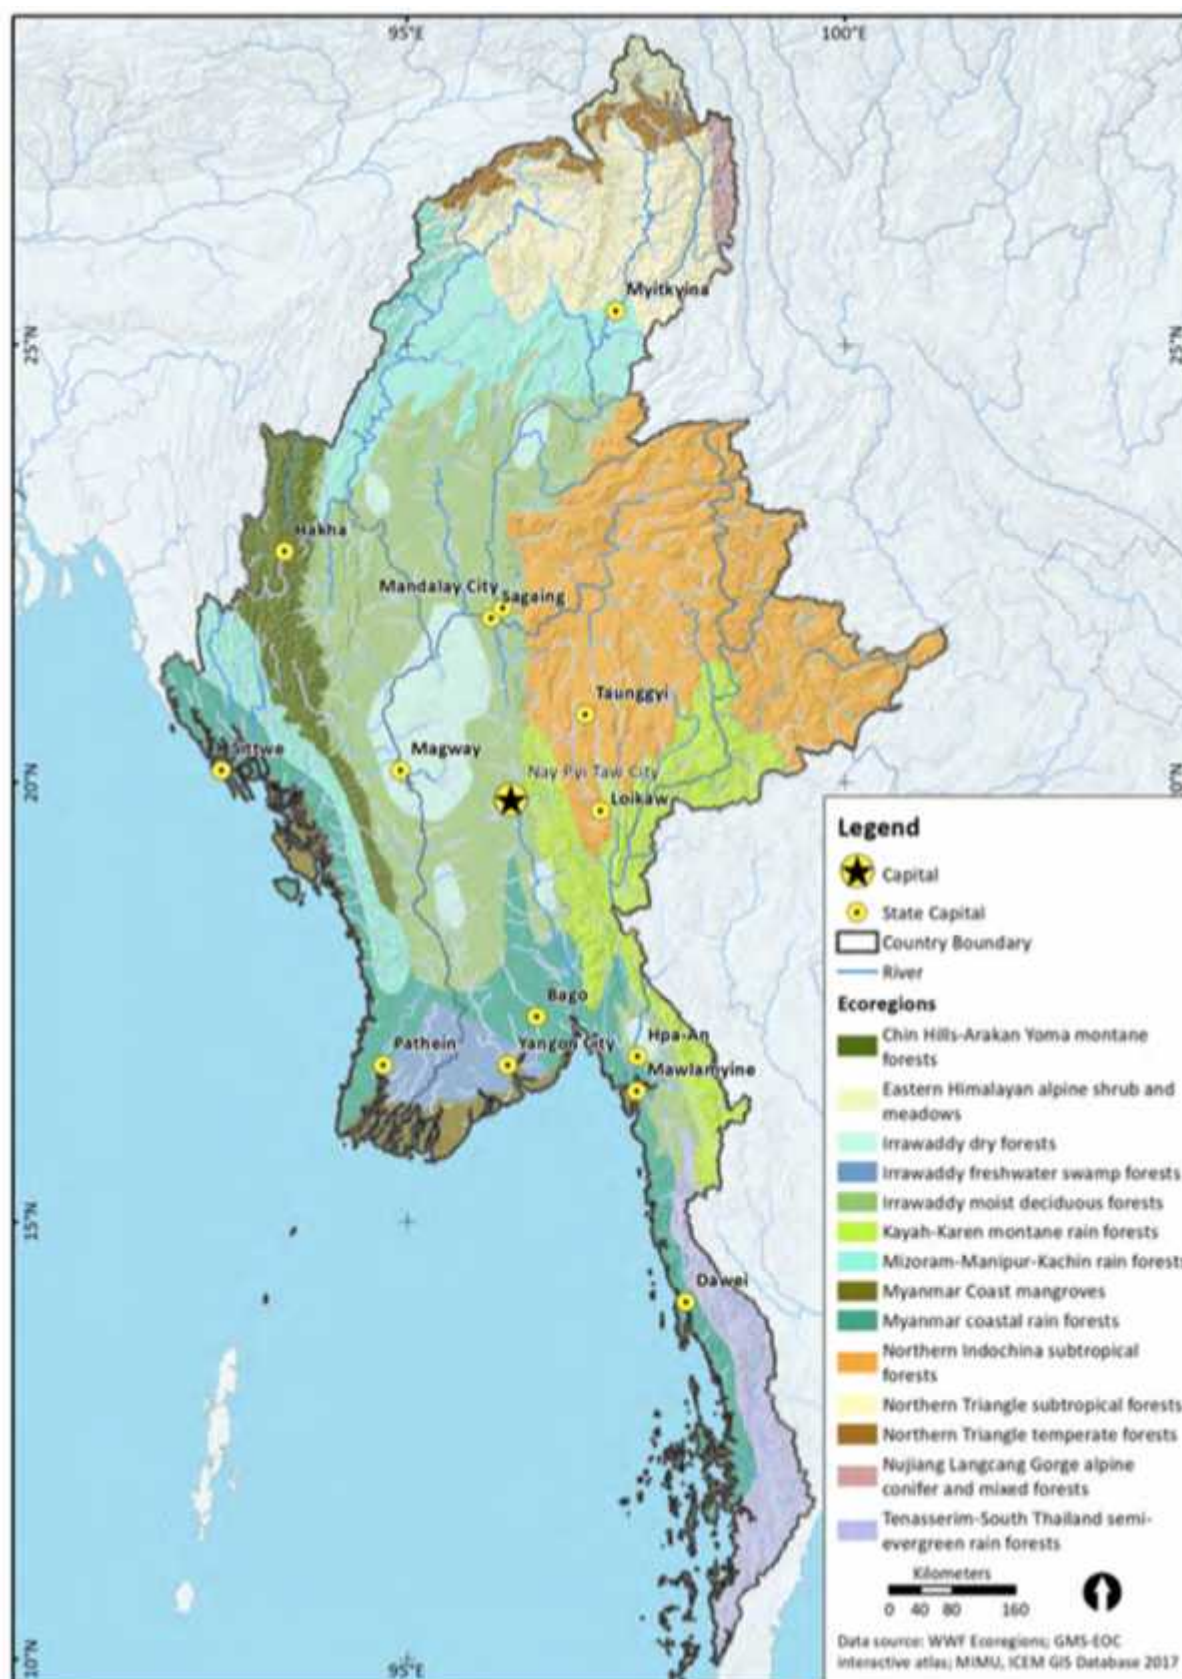 95°E
100°E
Myitkyina
25°N
25°N
Hakha
Mandalay City
Sagaing
Taunggyi
Sittwe
Magway
Nay Pyi Taw City
20°N
Loikaw
Bago
Pathein
Yangon City
Hpa-An
Mawlamyine
15°N
Dawei
10°N
95°E
Legend
Capital
State Capital
Country Boundary
River
Ecoregions
Chin Hills-Arakan Yoma montane
forests
Eastern Himalayan alpine shrub and
meadows
Irrawaddy dry forests
Irrawaddy freshwater swamp forests
Irrawaddy moist deciduous forests
Kayah-Karen montane rain forests
Mizoram-Manipur-Kachin rain forests
Myanmar Coast mangroves
Myanmar coastal rain forests
Northern Indochina subtropical
forests
Northern Triangle subtropical forests
Northern Triangle temperate forests
Nujiang Langcang Gorge alpine
conifer and mixed forests
Tenasserim-South Thailand semi-
evergreen rain forests
Kilometers
0 40 80 160
Data source: WWF Ecoregions; GMS-EOC
interactive atlas; MIMU, ICEM GIS Database 2017